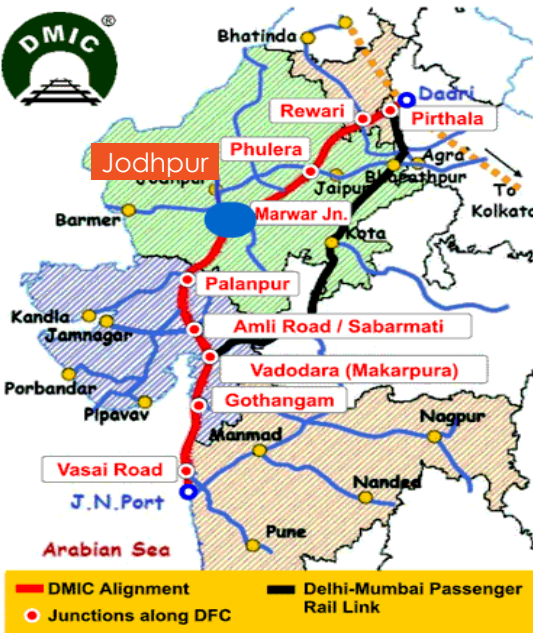 DMIC
®
Bhatinda
Dadri
Rewari
Pirthala
Phulera
Agra
Jodhpur
Jodhpur
Jaipur
Bharathpur
To
Kolkata
Barmer
Marwar Jn.
Kota
Palanpur
Kandla
Jamnagar
Amli Road / Sabarmati
Vadodara (Makarpura)
Porbandar
Pipavav
Gothangam
Nagpur
Manmad
Vasai Road
Nanded
J.N.Port
Pune
Arabian Sea
DMIC Alignment
Delhi-Mumbai Passenger
Rail Link
Junctions along DFC